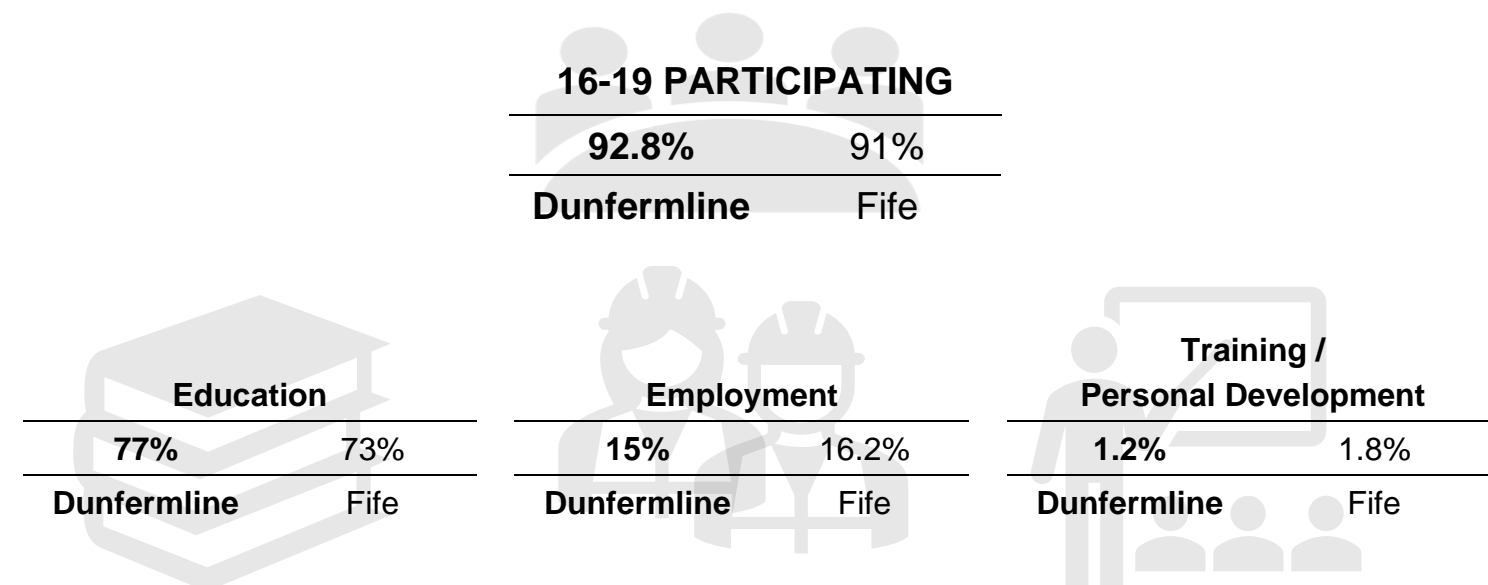 16-19 PARTICIPATING
92.8% 91%
Dunfermline Fife
Education
77% 73%
Dunfermline Fife
Employment
15% 16.2%
Dunfermline Fife
Training /
Personal Development
1.2% 1.8%
Dunfermline Fife